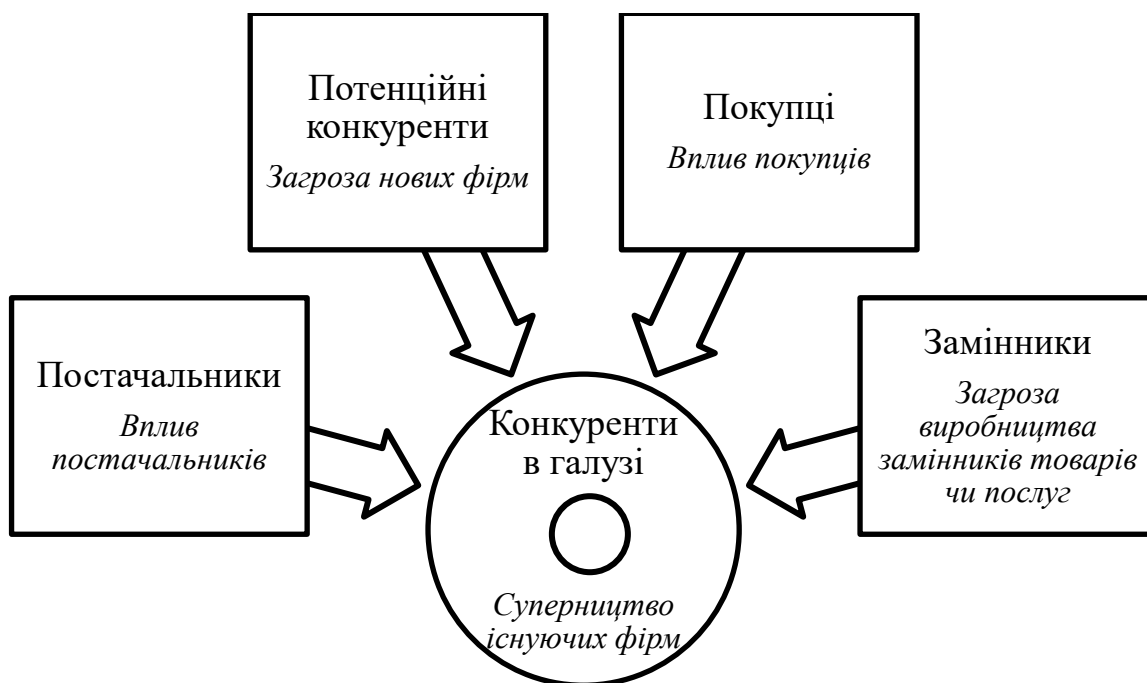 Потенційні
конкуренти
Загроза нових фірм
Покупці
Вплив покупців
Постачальники
Вплив
постачальників
Замінники
Загроза
виробництва
замінників товарів
чи послуг
Конкуренти
в галузі
Суперництво
існуючих фірм